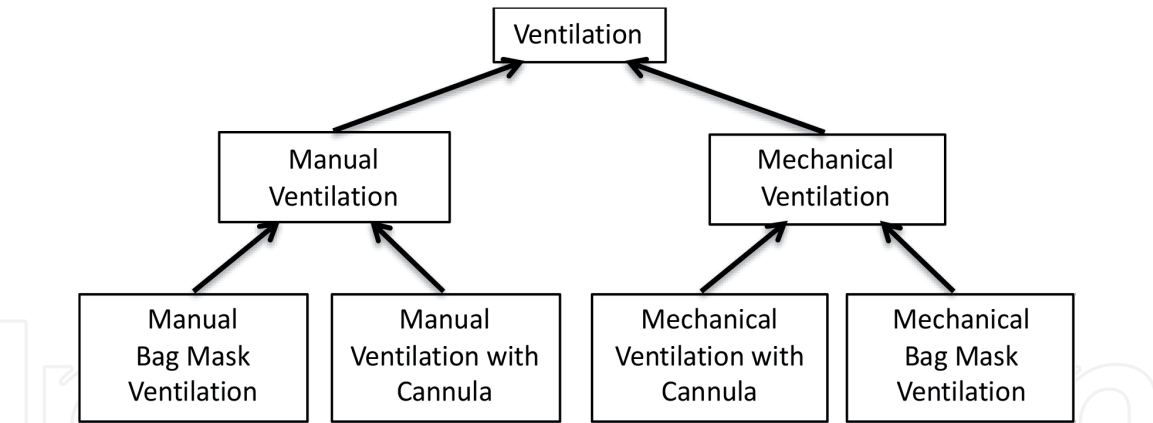 Ventilation
Manual
Ventilation
Mechanical
Ventilation
Manual
Bag Mask
Ventilation
Manual
Ventilation with
Cannula
Mechanical
Ventilation with
Cannula
Mechanical
Bag Mask
Ventilation